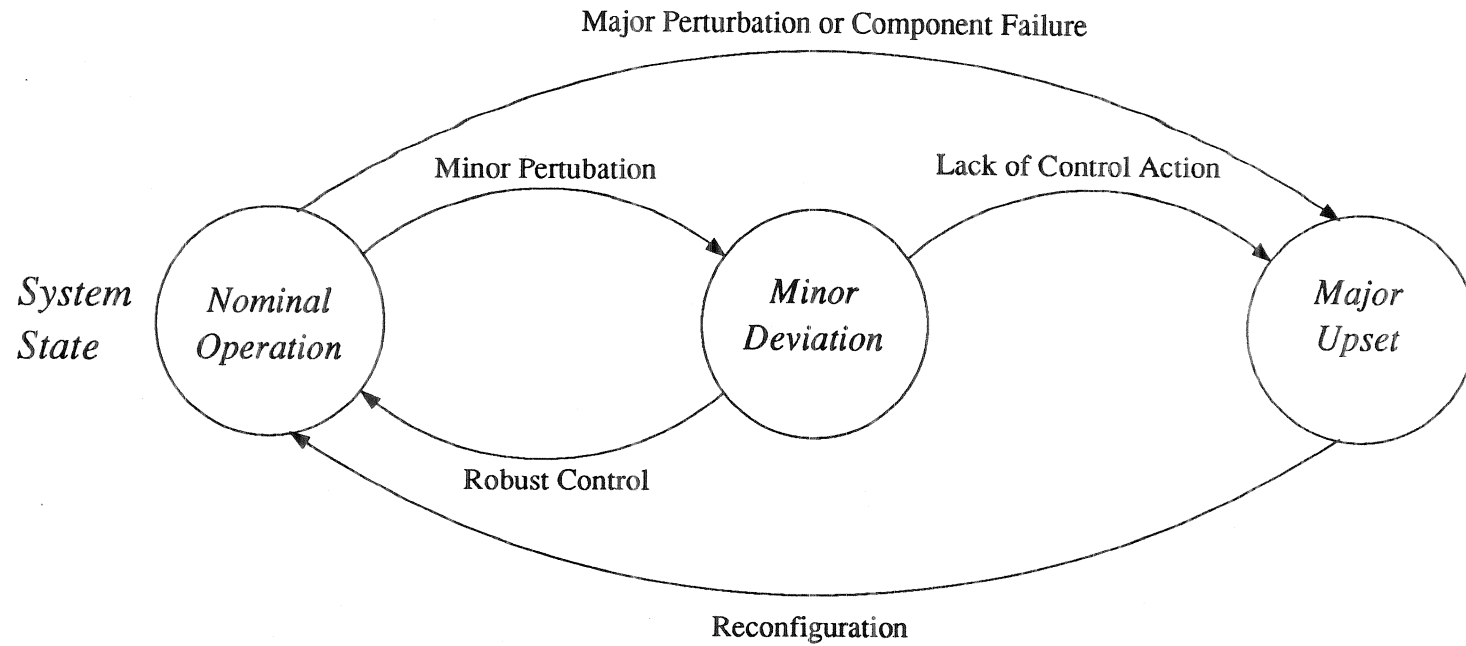 Major Perturbation or Component Failure
Minor Pertubation
Lack of Control Action
System
State
Nominal
Operation
Minor
Deviation
Major
Upset
Robust Control
Reconfiguration